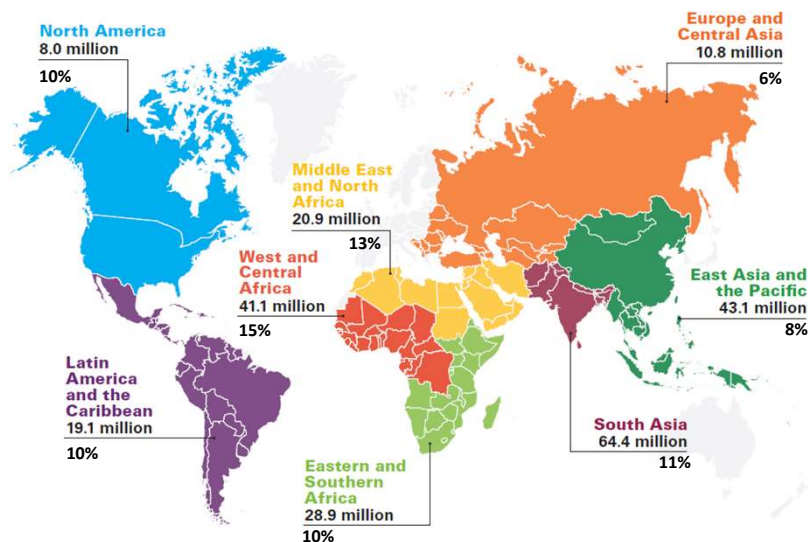 North America
8.0 million
10%
Europe and
Central Asia
10.8 million
6%
Middle East
and North
Africa
20.9 million
13%
West and
Central
Africa
41.1 million
15%
East Asia and
the Pacific
43.1 million
8%
Latin
America
and the
Caribbean
19.1 million
10%
South Asia
64.4 million
11%
Eastern and
Southern
Africa
28.9 million
10%